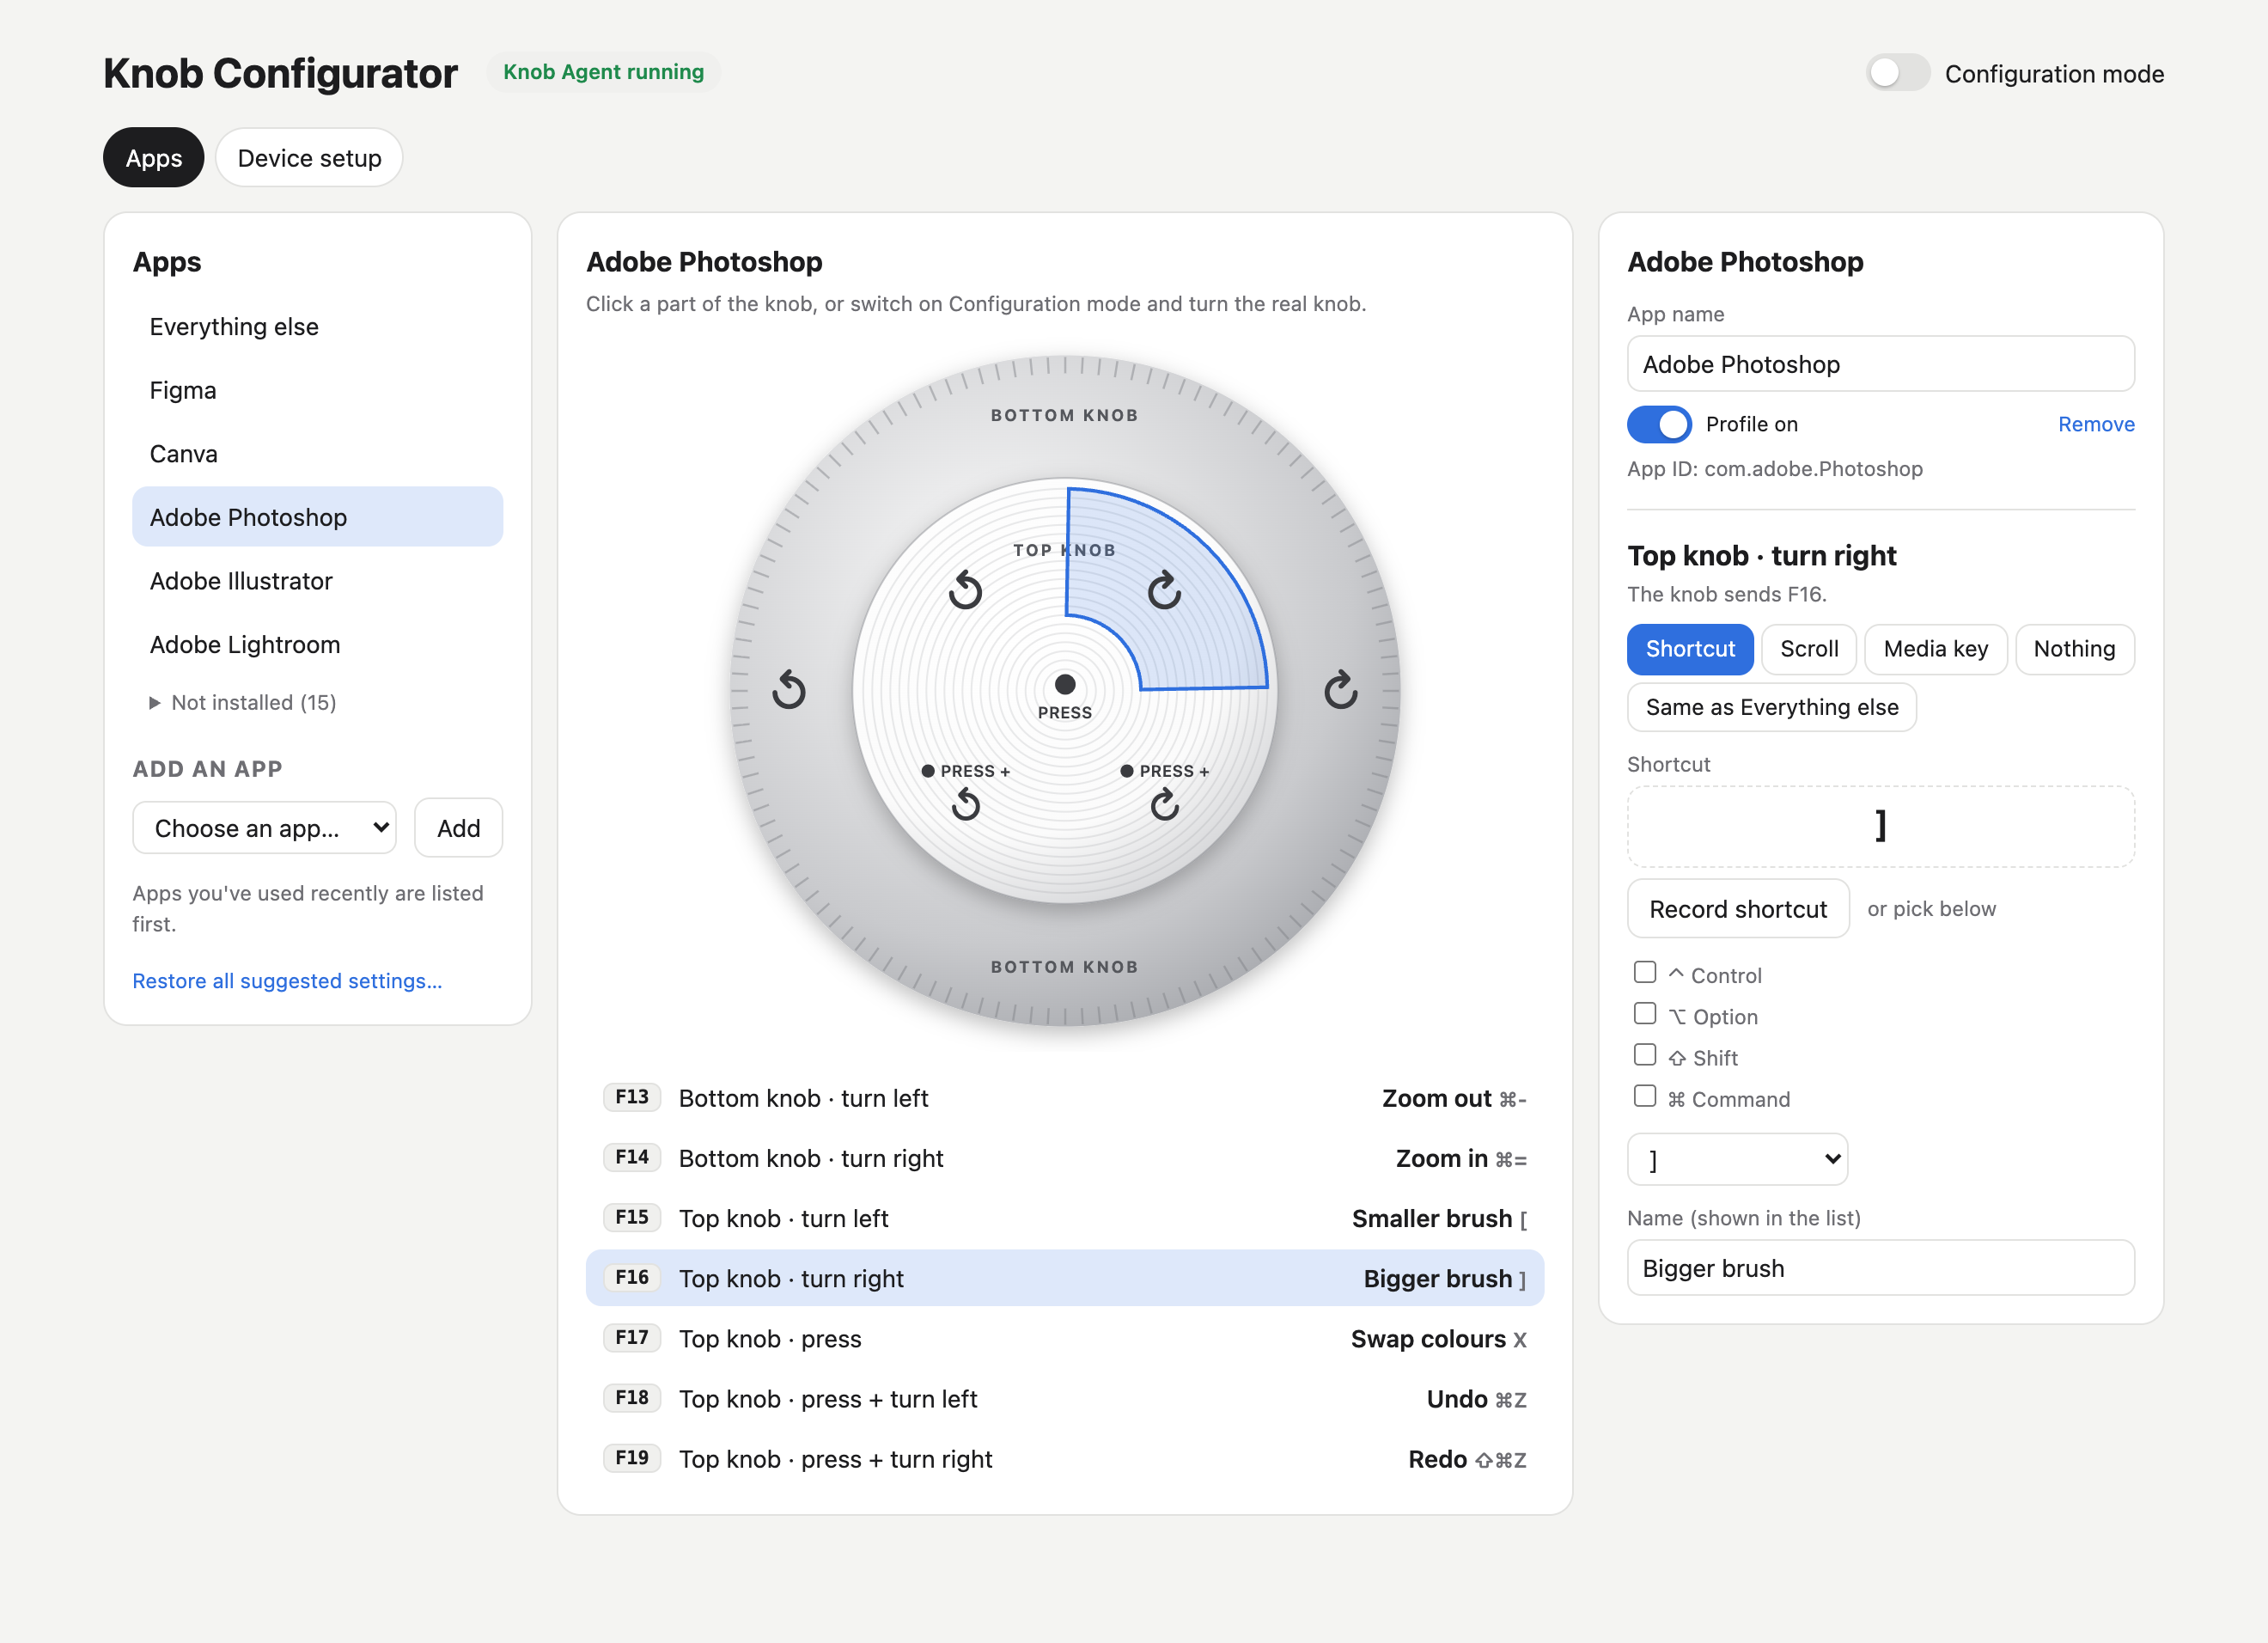 Knob Configurator
Knob Agent running
Configuration mode
Apps
Device setup
Apps
Everything else
Figma
Canva
Adobe Photoshop
Adobe Illustrator
Adobe Lightroom
Not installed (15)
ADD AN APP
Choose an app...
Add
Apps you've used recently are listed
first.
Restore all suggested settings...
Adobe Photoshop
Click a part of the knob, or switch on Configuration mode and turn the real knob.
BOTTOM KNOB
TOP KNOB
PRESS
PRESS +
PRESS +
BOTTOM KNOB
F13 Bottom knob · turn left Zoom out ⌘-
F14 Bottom knob · turn right Zoom in ⌘=
F15 Top knob · turn left Smaller brush [
F16 Top knob · turn right Bigger brush ]
F17 Top knob · press Swap colours X
F18 Top knob · press + turn left Undo ⌘Z
F19 Top knob · press + turn right Redo ⇧⌘Z
Adobe Photoshop
App name
Adobe Photoshop
Profile on
Remove
App ID: com.adobe.Photoshop
Top knob · turn right
The knob sends F16.
Shortcut
Scroll
Media key
Nothing
Same as Everything else
Shortcut
]
Record shortcut
or pick below
⌃ Control
⌥ Option
⇧ Shift
⌘ Command
]
Name (shown in the list)
Bigger brush